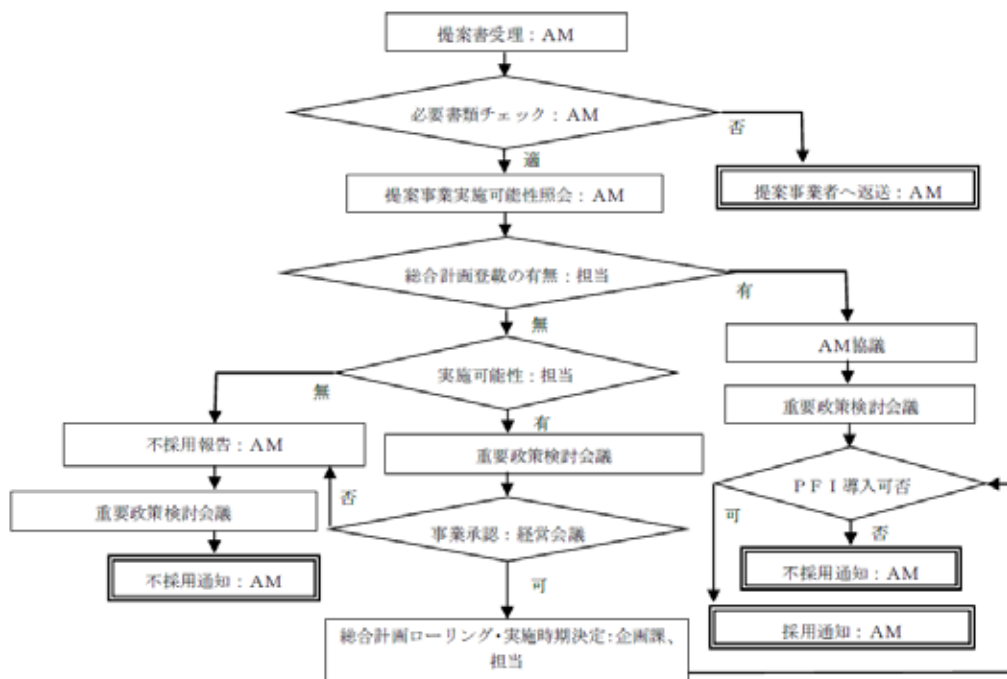 提案書受理：AM
必要書類チェック：AM
否
適
提案事業者へ返送：AM
提案事業実施可能性照会：AM
総合計画登載の有無：担当
有
無
AM協議
実施可能性：担当
無
有
重要政策検討会議
不採用報告：AM
重要政策検討会議
否
ＰＦＩ導入可否
重要政策検討会議
事業承認：経営会議
可
否
不採用通知：AM
不採用通知：AM
可
採用通知：AM
総合計画ローリング・実施時期決定：企画課、
担当